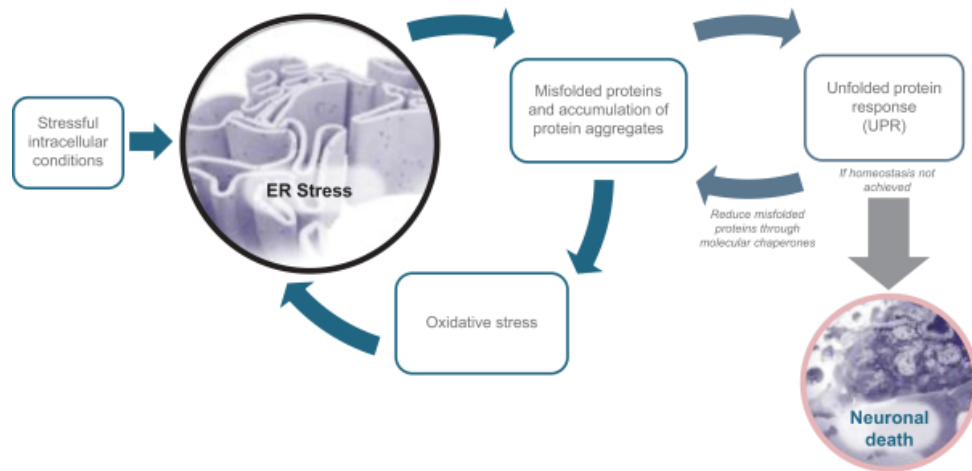 Stressful
intracellular
conditions
ER Stress
Misfolded proteins
and accumulation of
protein aggregates
Unfolded protein
response
(UPR)
If homeostasis not
achieved
Reduce misfolded
proteins through
molecular chaperones
Oxidative stress
Neuronal
death